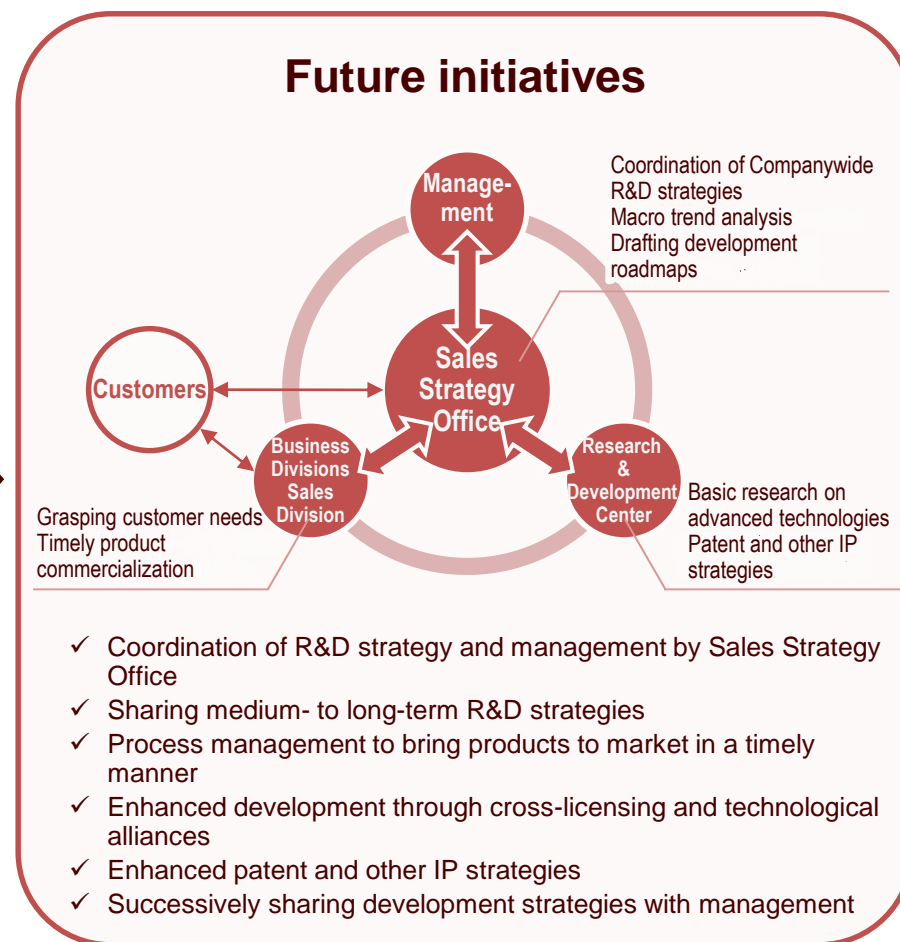 Future initiatives
Manage-
ment
Coordination of Companywide
R&D strategies
Macro trend analysis
Drafting development
roadmaps
Sales
Strategy
Office
Customers
Business
Divisions
Sales
Division
Research
&
Development
Center
Grasping customer needs
Timely product
commercialization
Basic research on
advanced technologies
Patent and other IP
strategies
✓ Coordination of R&D strategy and management by Sales Strategy
Office
✓ Sharing medium- to long-term R&D strategies
✓ Process management to bring products to market in a timely
manner
✓ Enhanced development through cross-licensing and technological
alliances
✓ Enhanced patent and other IP strategies
✓ Successively sharing development strategies with management